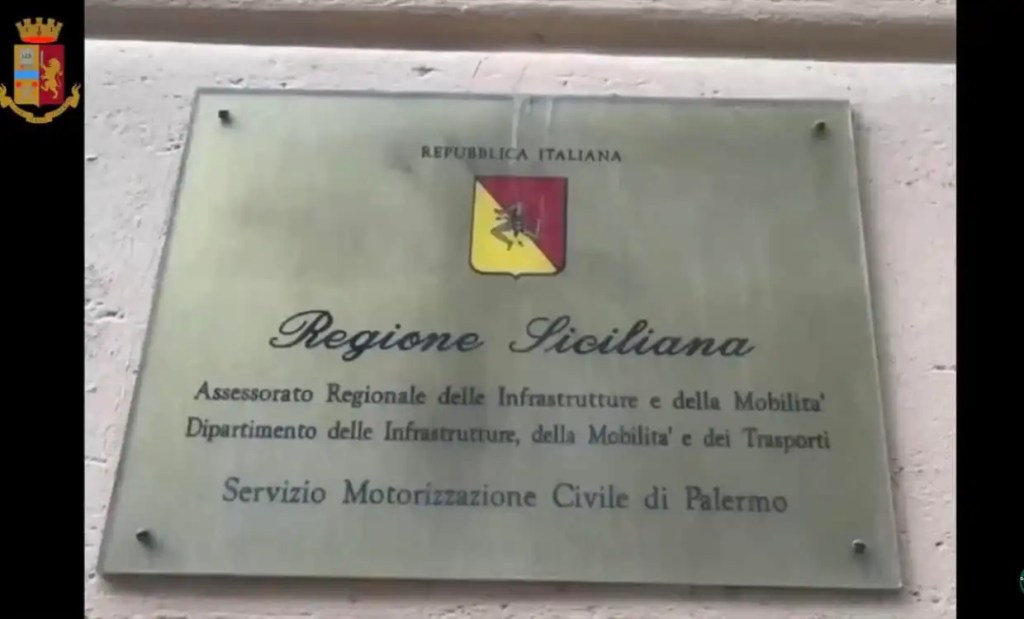 REPUBBLICA ITALIANA
Regione Siciliana
Assessorato Regionale delle Infrastrutture e della Mobilita'
Dipartimento delle Infrastrutture, della Mobilita' e dei Trasporti
Servizio Motorizzazione Civile di Palermo